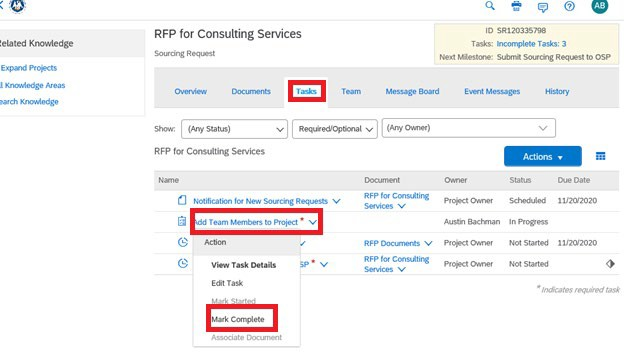 AB
RFP for Consulting Services
Sourcing Request
ID SR120335798
Tasks: Incomplete Tasks: 3
Next Milestone: Submit Sourcing Request to OSP
Related Knowledge
Expand Projects
Knowledge Areas
Search Knowledge
Overview Documents Tasks Team Message Board Event Messages History
Show: (Any Status) Required/Optional (Any Owner)
RFP for Consulting Services
Actions
Name Document Owner Status Due Date
Notification for New Sourcing Requests RFP for Consulting Services Project Owner Scheduled 11/20/2020
Add Team Members to Project * Austin Bachman In Progress
RFP Documents Project Owner Not Started 11/20/2020
SP * RFP for Consulting Services Project Owner Not Started
Action
View Task Details
Edit Task
Mark Started
Mark Complete
Associate Document
* Indicates required task